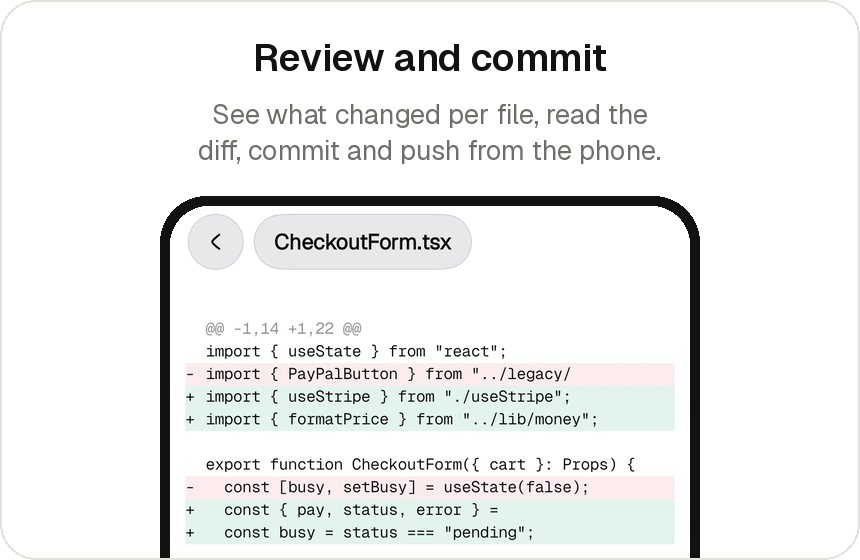 Review and commit
See what changed per file, read the
diff, commit and push from the phone.
CheckoutForm.tsx
@@ -1,14 +1,22 @@
import { useState } from "react";
- import { PayPalButton } from "../legacy/
+ import { useStripe } from "./useStripe";
+ import { formatPrice } from "../lib/money";
export function CheckoutForm({ cart }: Props) {
-   const [busy, setBusy] = useState(false);
+   const { pay, status, error } =
+   const busy = status === "pending";